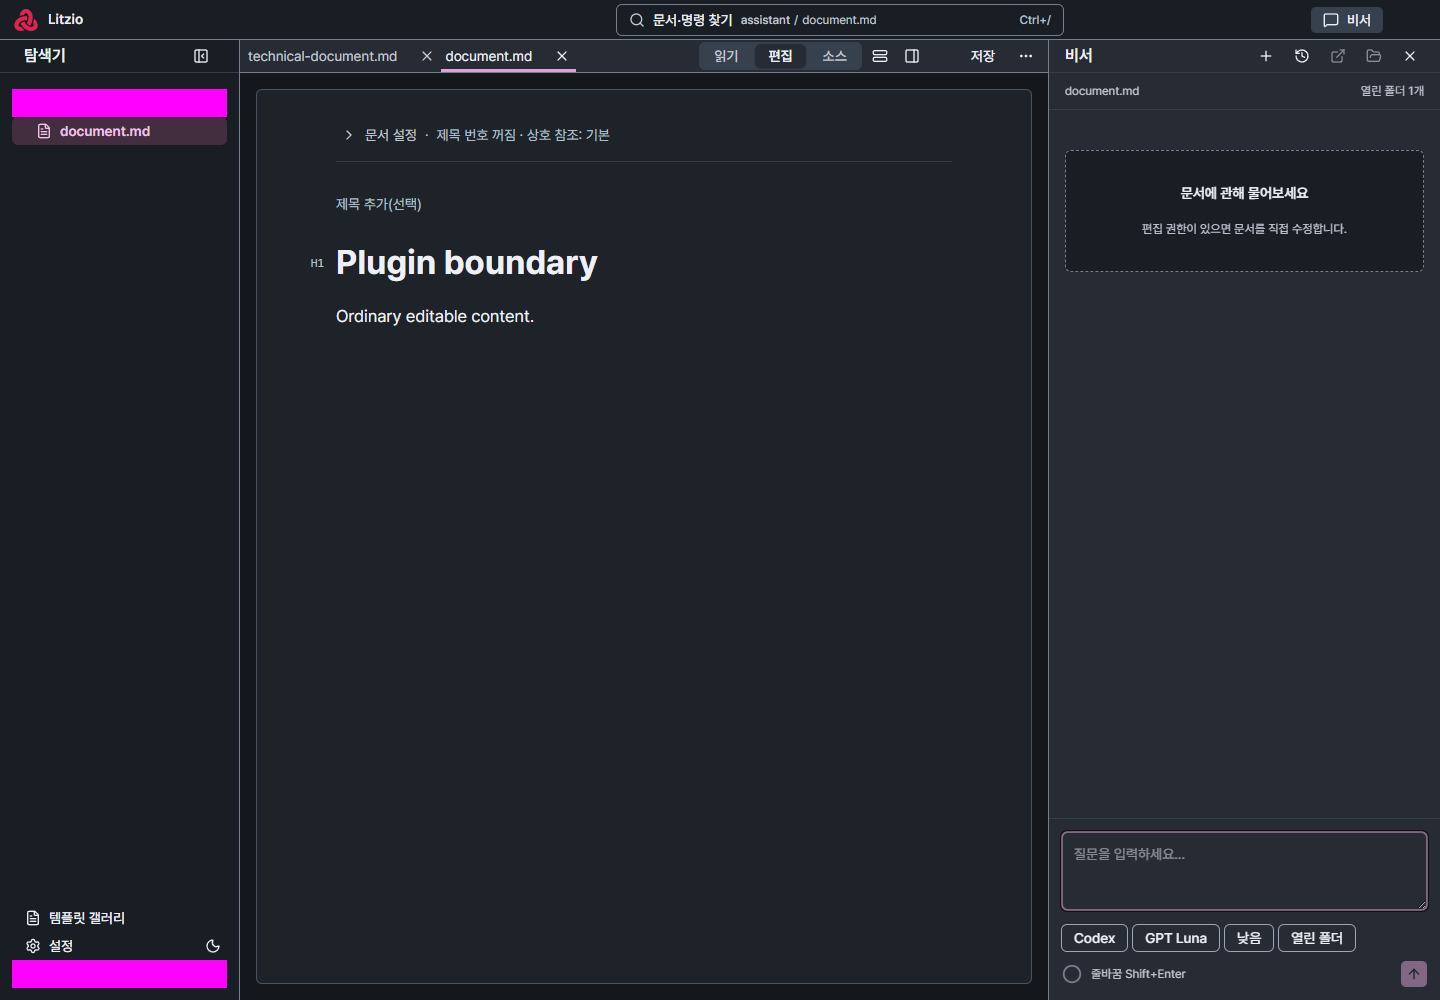 Litzio
문서·명령 찾기 assistant / document.md Ctrl+/
비서
탐색기
document.md
템플릿 갤러리
설정
technical-document.md
document.md
읽기 편집 소스
저장
문서 설정 · 제목 번호 꺼짐 · 상호 참조: 기본
제목 추가(선택)
H1 Plugin boundary
Ordinary editable content.
비서
document.md 열린 폴더 1개
문서에 관해 물어보세요
편집 권한이 있으면 문서를 직접 수정합니다.
질문을 입력하세요...
Codex GPT Luna 낮음 열린 폴더
줄바꿈 Shift+Enter